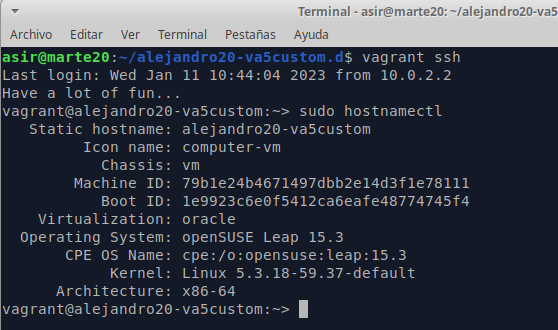 Terminal - asir@marte20: ~/alejandro20-va5
Archivo Editar Ver Terminal Pestañas Ayuda
asir@marte20:~/alejandro20-va5custom.d$ vagrant ssh
Last login: Wed Jan 11 10:44:04 2023 from 10.0.2.2
Have a lot of fun...
vagrant@alejandro20-va5custom:~> sudo hostnamectl
Static hostname: alejandro20-va5custom
Icon name: computer-vm
Chassis: vm
Machine ID: 79b1e24b4671497dbb2e14d3f1e78111
Boot ID: 1e9923c6e0f5412ca6eafe48774745f4
Virtualization: oracle
Operating System: openSUSE Leap 15.3
CPE OS Name: cpe:/o:opensuse:leap:15.3
Kernel: Linux 5.3.18-59.37-default
Architecture: x86-64
vagrant@alejandro20-va5custom:~>